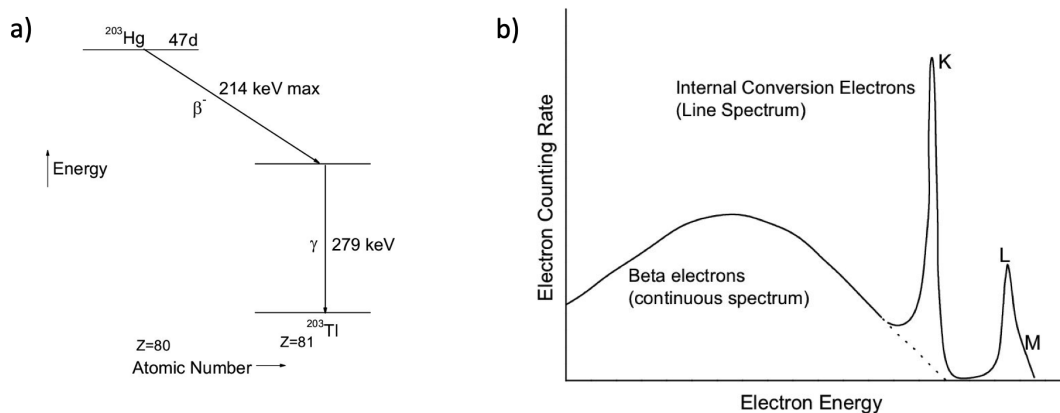 a)
²⁰³Hg 47d
214 keV max
β⁻
Energy
γ 279 keV
²⁰³Tl
Z=80 Z=81
Atomic Number
b)
K
Internal Conversion Electrons
(Line Spectrum)
Electron Counting Rate
L
Beta electrons
(continuous spectrum)
M
Electron Energy